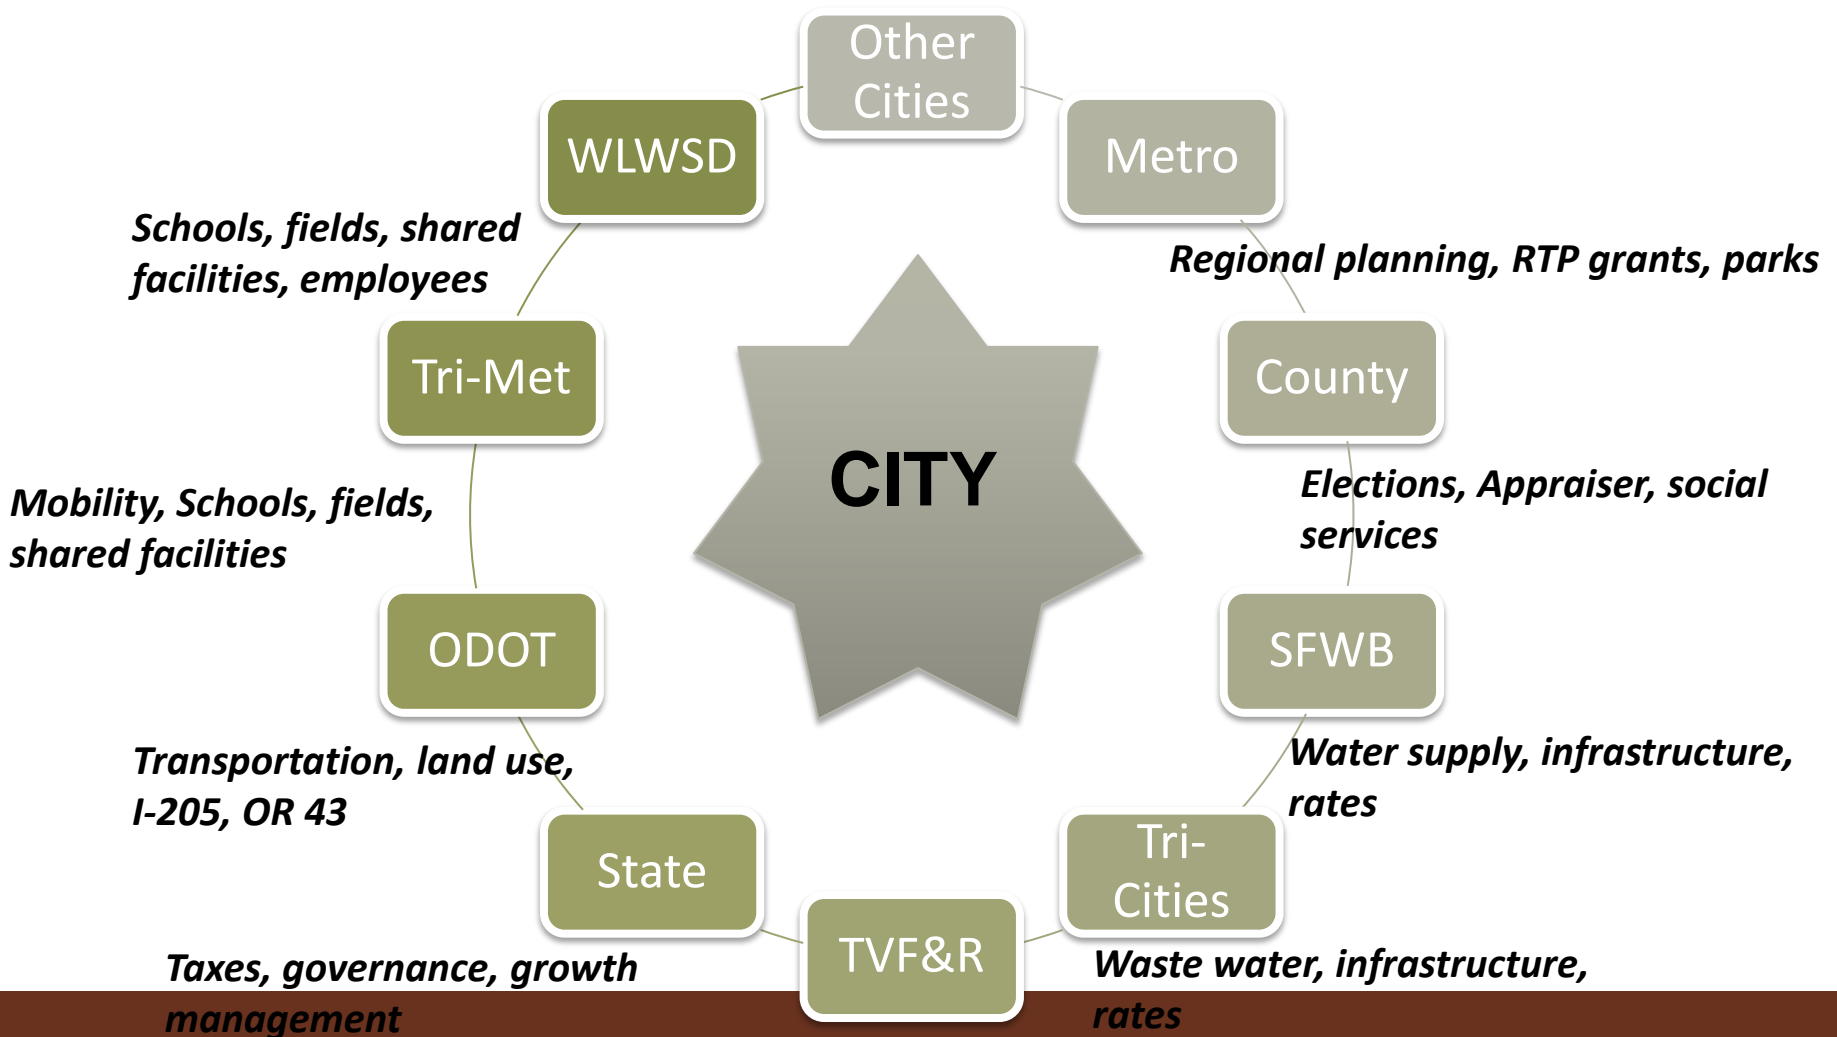 Other
Cities
WLWSD
Metro
Schools, fields, shared
facilities, employees
Regional planning, RTP grants, parks
Tri-Met
County
CITY
Mobility, Schools, fields,
shared facilities
Elections, Appraiser, social
services
ODOT
SFWB
Transportation, land use,
I-205, OR 43
Water supply, infrastructure,
rates
State
Tri-
Cities
TVF&R
Taxes, governance, growth
management
Waste water, infrastructure,
rates